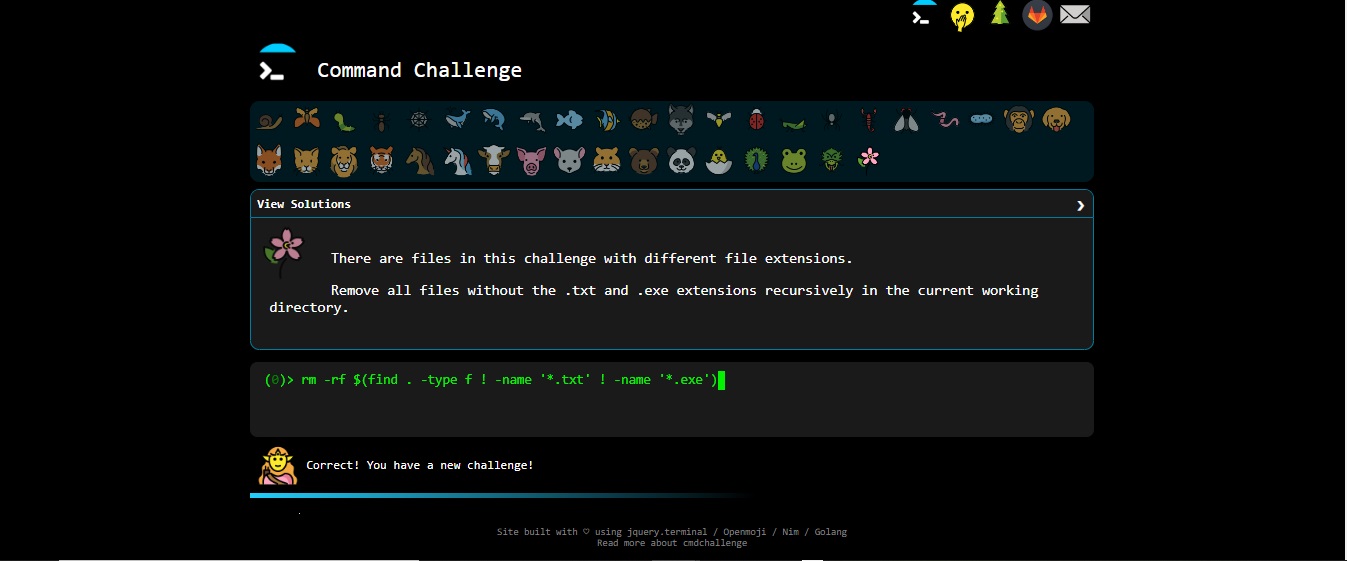 Command Challenge
View Solutions
There are files in this challenge with different file extensions.
Remove all files without the .txt and .exe extensions recursively in the current working
directory.
(0)> rm -rf $(find . -type f ! -name '*.txt' ! -name '*.exe')
Correct! You have a new challenge!
Site built with ♡ using jquery.terminal / Openmoji / Nim / Golang
Read more about cmdchallenge